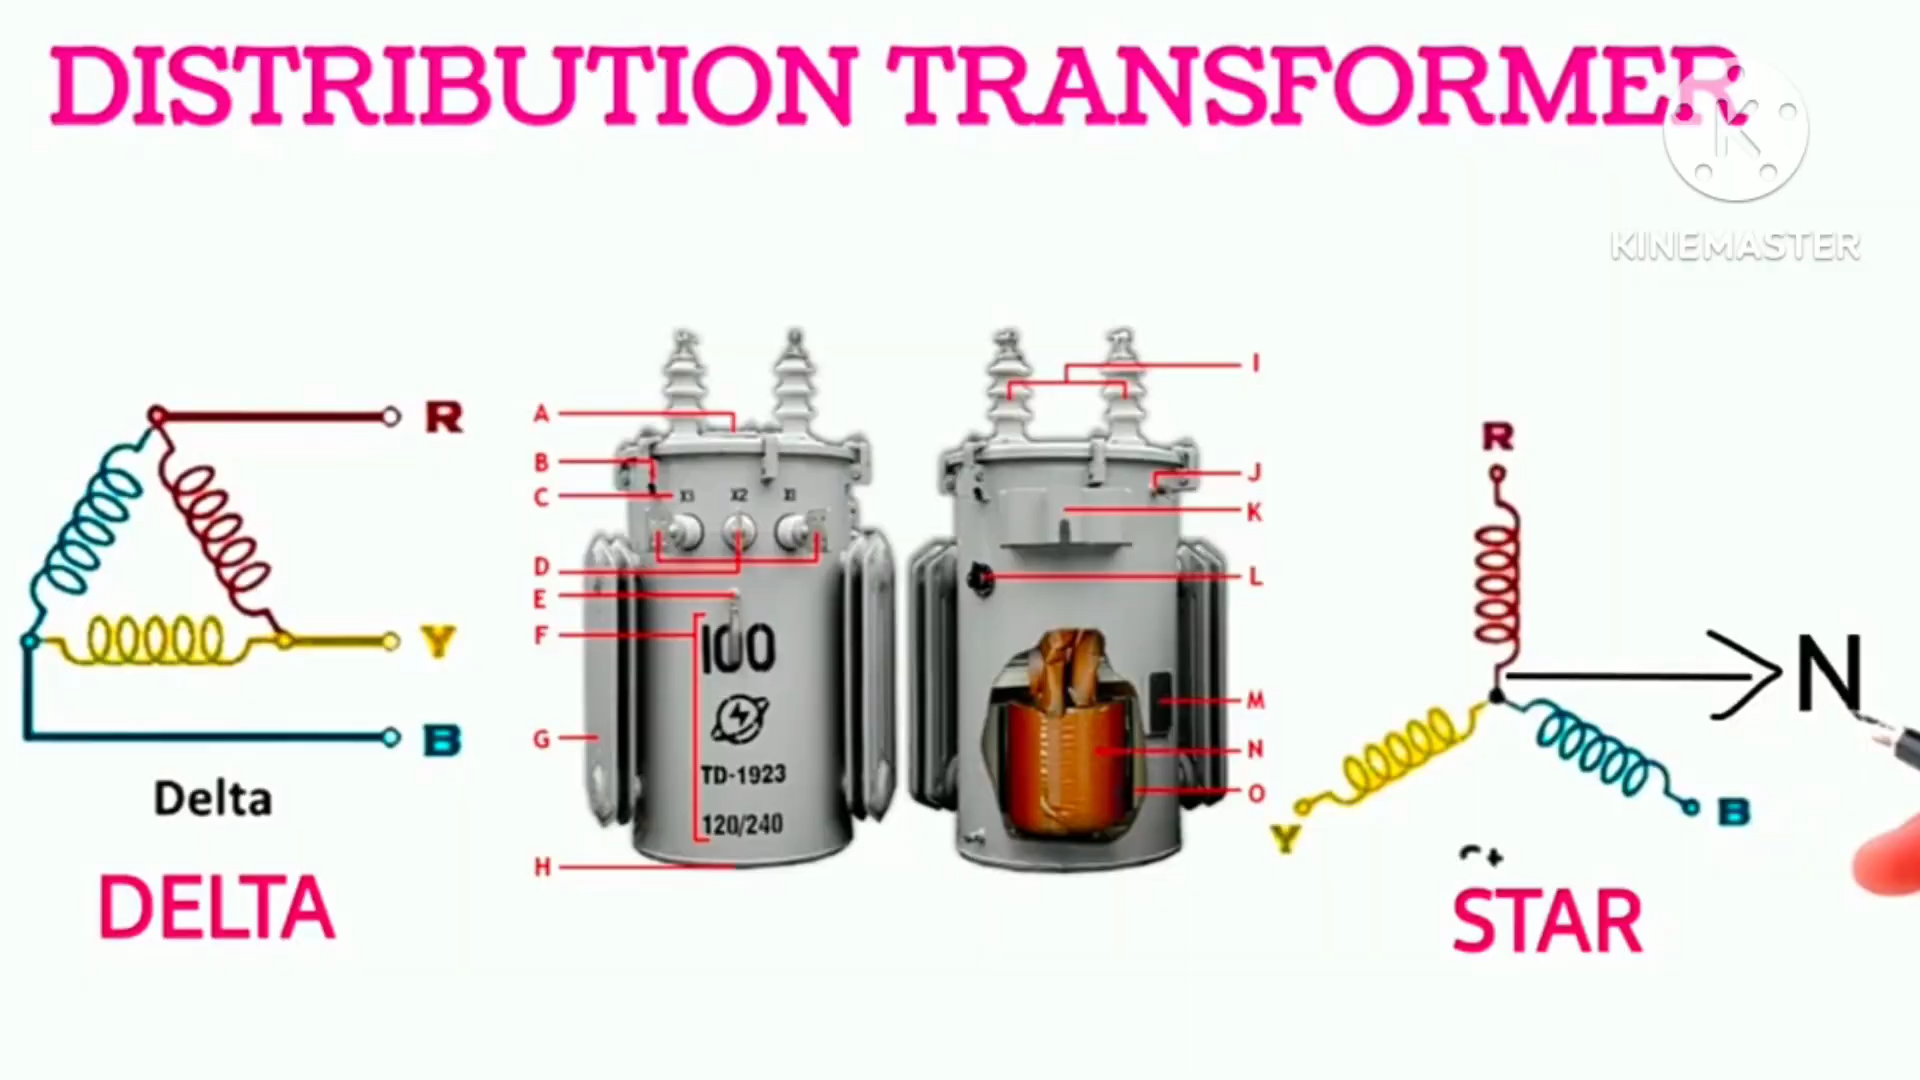 DISTRIBUTION TRANSFORMER
KINEMASTER
R
Y
B
Delta
DELTA
A
B
C
D
E
F
G
H
X3 X2 X1
100
TD-1923
120/240
I
J
K
L
M
N
O
R
N
Y
B
STAR